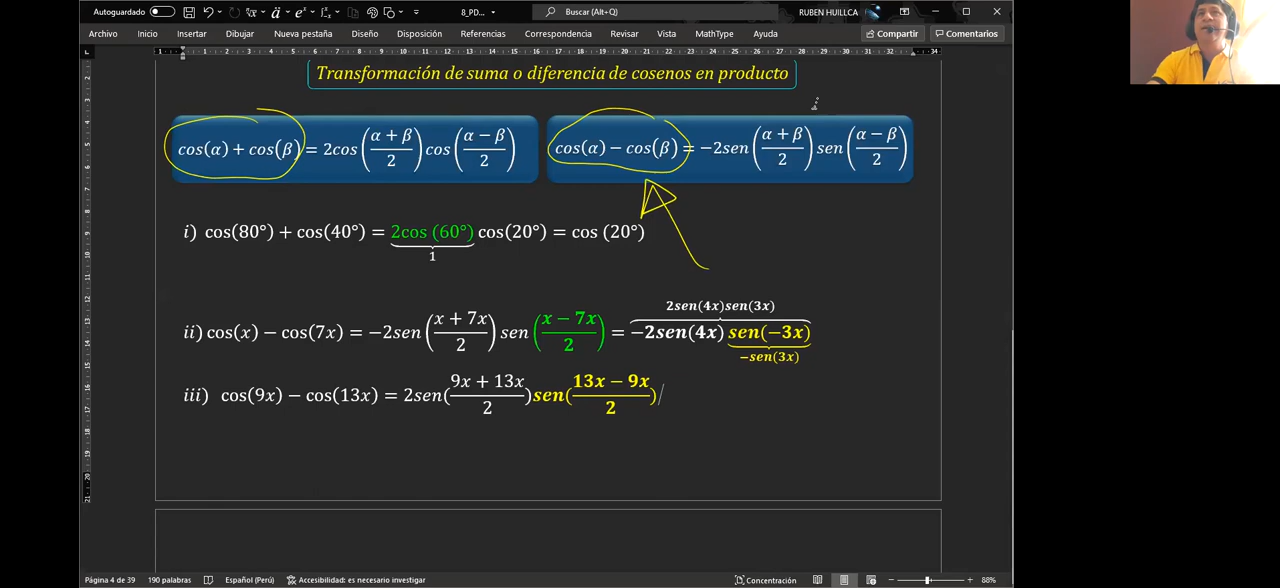 Autoguardado 8_PD... Buscar (Alt+Q) RUBEN HUILLCA
Archivo Inicio Insertar Dibujar Nueva pestaña Diseño Disposición Referencias Correspondencia Revisar Vista MathType Ayuda Compartir Comentarios
Transformación de suma o diferencia de cosenos en producto
cos(α) + cos(β) = 2cos((α + β)/2) cos((α − β)/2)
cos(α) − cos(β) = −2sen((α + β)/2) sen((α − β)/2)
i) cos(80°) + cos(40°) = 2cos (60°) cos(20°) = cos (20°)
1
2sen(4x)sen(3x)
ii) cos(x) − cos(7x) = −2sen((x + 7x)/2) sen((x − 7x)/2) = −2sen(4x) sen(−3x)
−sen(3x)
iii) cos(9x) − cos(13x) = 2sen((9x + 13x)/2)sen((13x − 9x)/2)
Página 4 de 39 190 palabras Español (Perú) Accesibilidad: es necesario investigar Concentración 88%